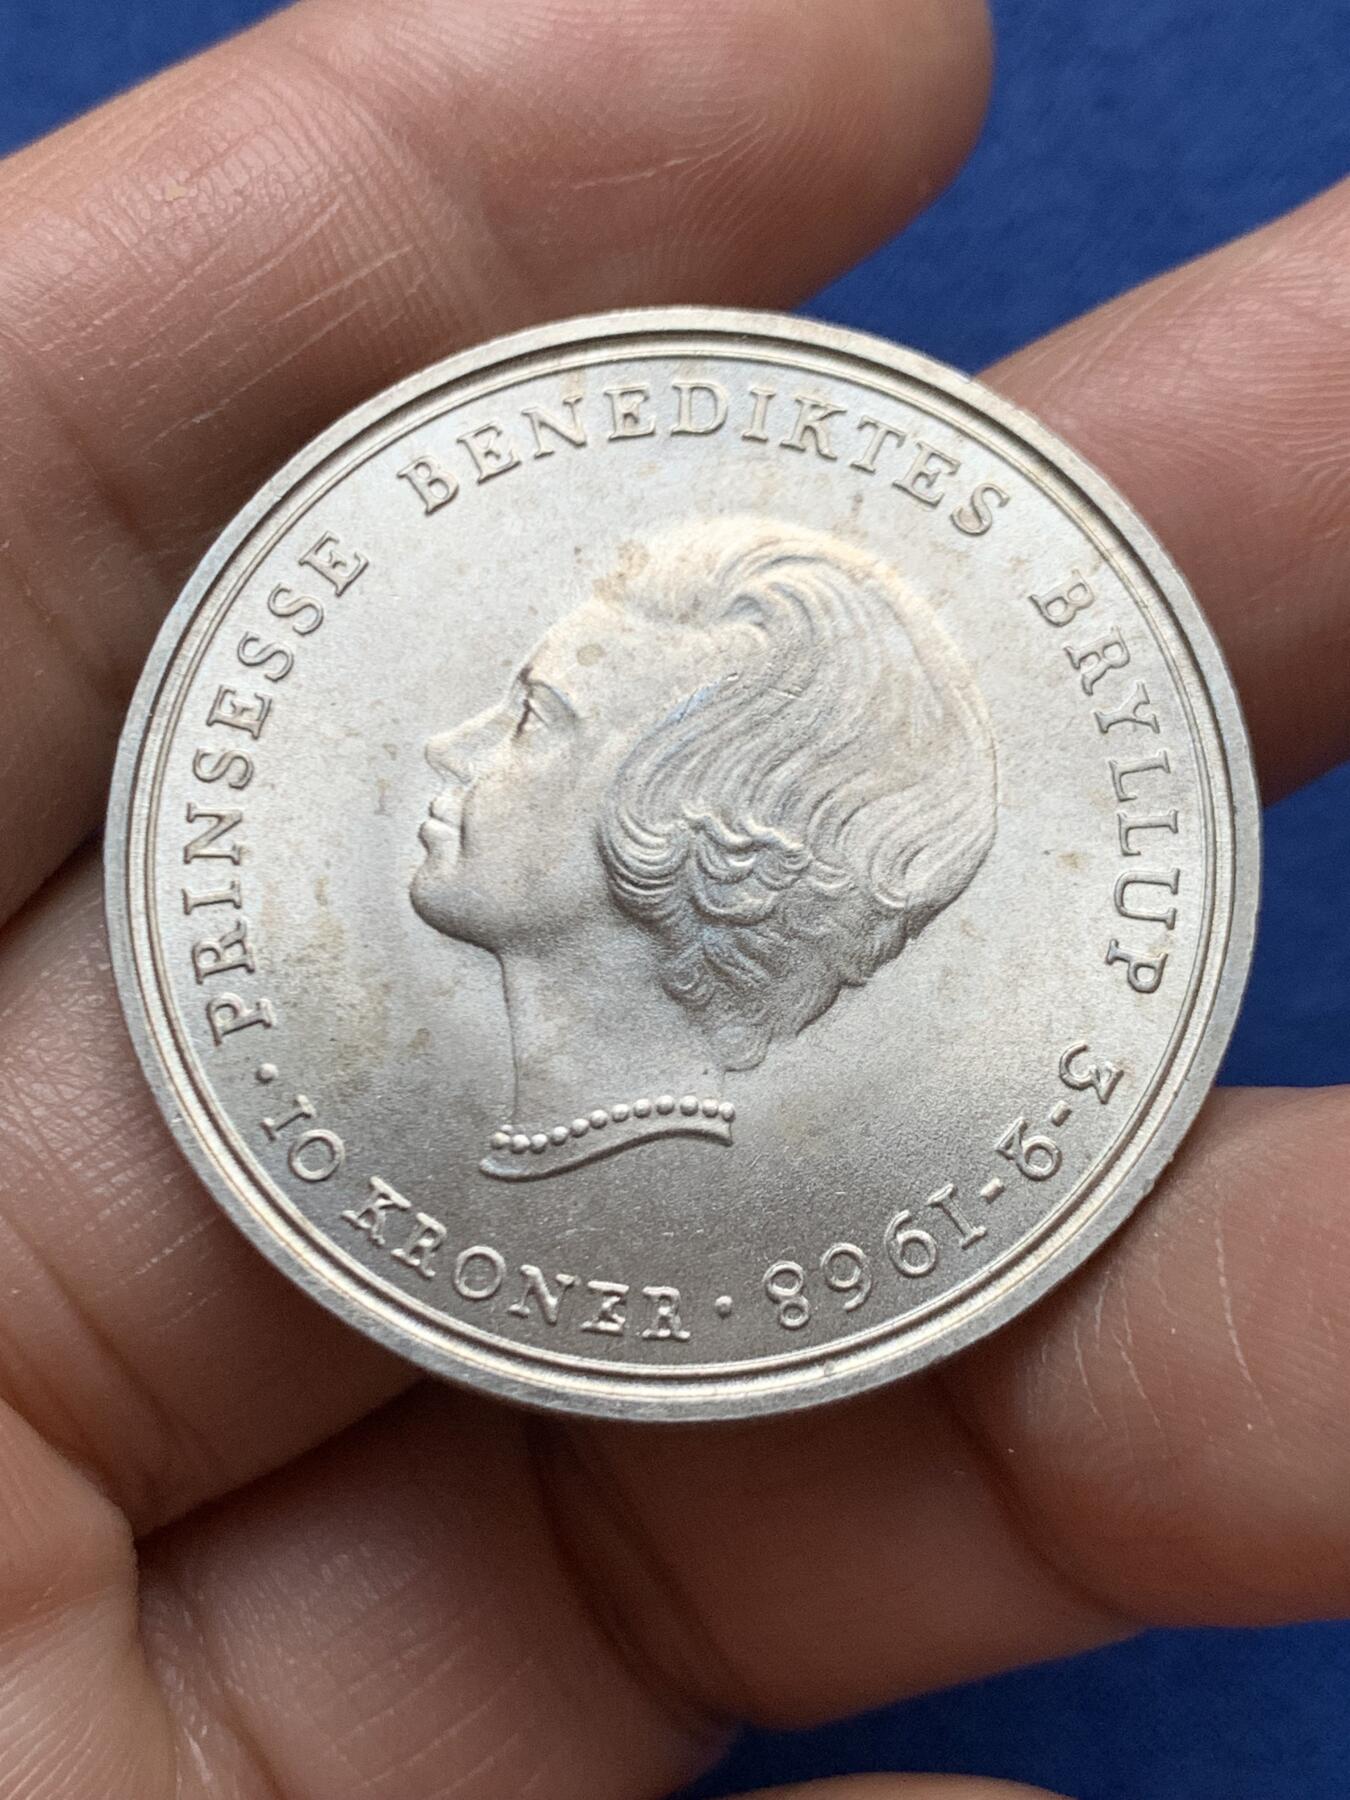 PRINSESSE BENEDIKTES BRYLLUP 3-2-1968
· 10 KRONER ·